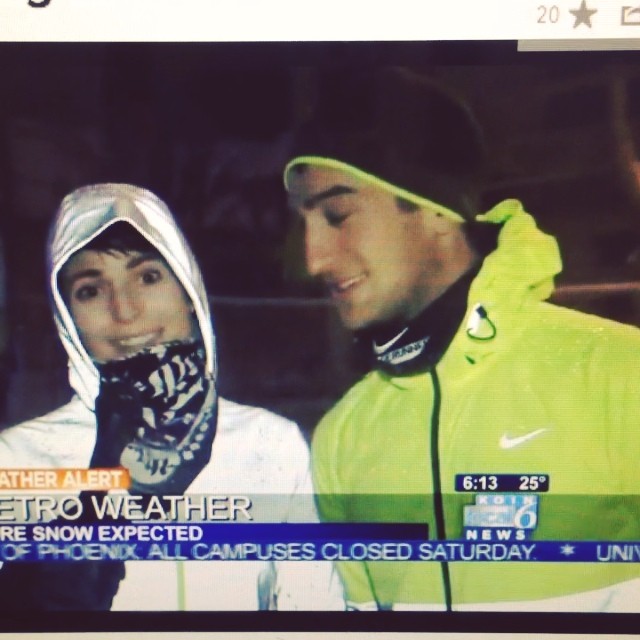 20
ATHER ALERT
6:13 25°
ETRO WEATHER
KOIN
6
NEWS
RE SNOW EXPECTED
OF PHOENIX. ALL CAMPUSES CLOSED SATURDAY. * UNIV